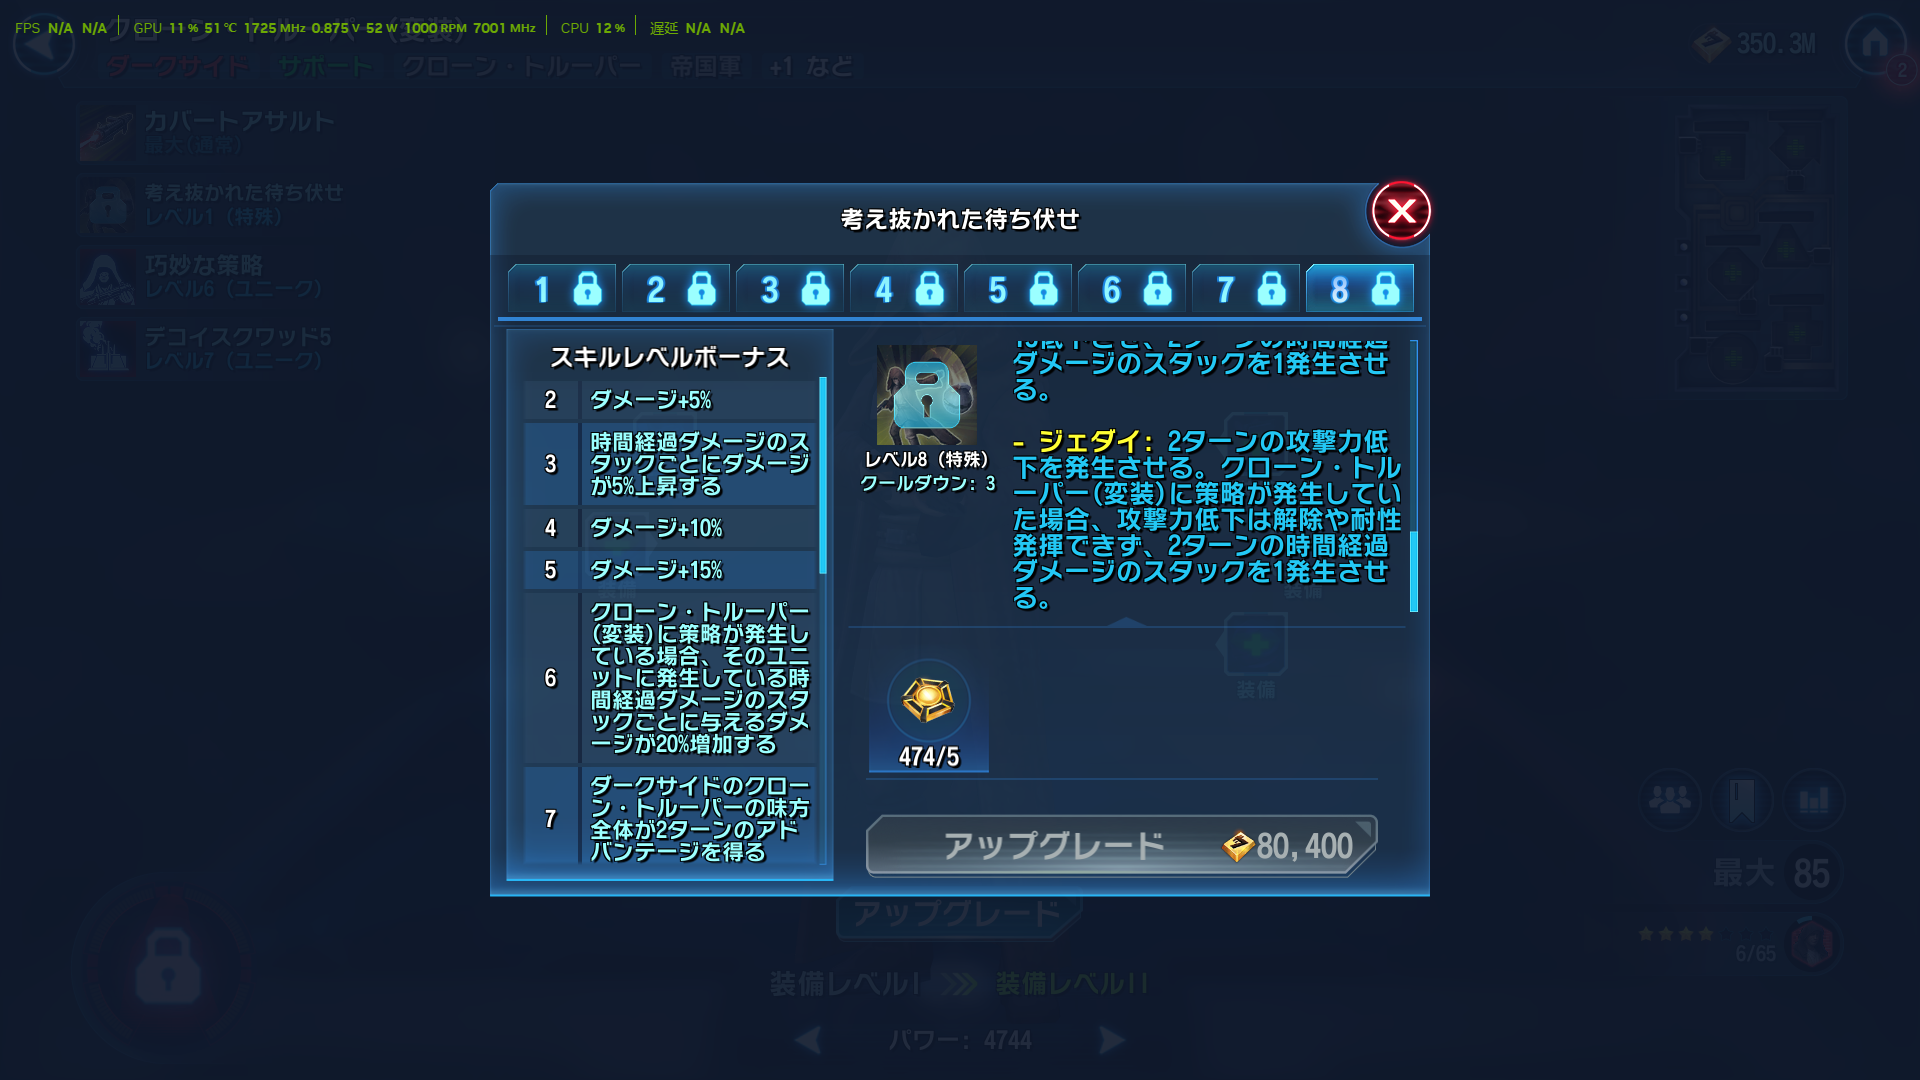 FPS N/A N/A GPU 11 % 51 ℃ 1725 MHz 0.875 V 52 W 1000 RPM 7001 MHz CPU 12 % 遅延 N/A N/A
クローン・トルーパー(変装)
350.3M
ダークサイド サポート クローン・トルーパー 帝国軍 +1 など
2
カバートアサルト
最大(通常)
考え抜かれた待ち伏せ
レベル1 (特殊)
巧妙な策略
レベル6 (ユニーク)
デコイスクワッド5
レベル7 (ユニーク)
考え抜かれた待ち伏せ
1 2 3 4 5 6 7 8
スキルレベルボーナス
2 ダメージ+5%
3 時間経過ダメージのス
タックごとにダメージ
が5%上昇する
4 ダメージ+10%
5 ダメージ+15%
6 クローン・トルーパー
(変装)に策略が発生し
ている場合、そのユニ
ットに発生している時
間経過ダメージのスタ
ックごとに与えるダメ
ージが20%増加する
7 ダークサイドのクロー
ン・トルーパーの味方
全体が2ターンのアド
バンテージを得る
レベル8 (特殊)
クールダウン: 3
ダメージのスタックを1発生させ
る。
- ジェダイ: 2ターンの攻撃力低
下を発生させる。クローン・トル
ーパー(変装)に策略が発生してい
た場合、攻撃力低下は解除や耐性
発揮できず、2ターンの時間経過
ダメージのスタックを1発生させ
る。
装備
装備
装備
474/5
アップグレード 80,400
アップグレード
最大 85
6/65
装備レベルI 装備レベルII
パワー: 4744